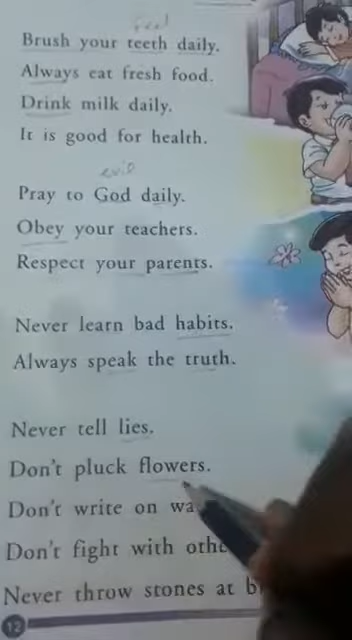 Brush your teeth daily.
Always eat fresh food.
Drink milk daily.
It is good for health.
evil
Pray to God daily.
Obey your teachers.
Respect your parents.
Never learn bad habits.
Always speak the truth.
Never tell lies.
Don't pluck flowers.
Don't write on
Don't fight with
Never throw stones at
12